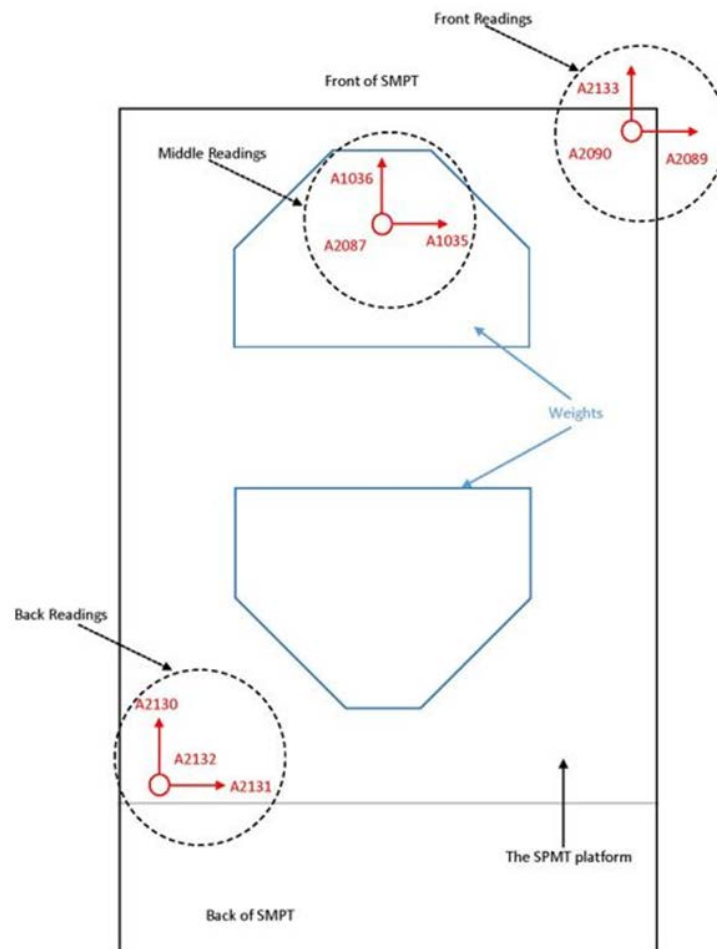 Front Readings
Front of SMPT
A2133
A2090
A2089
Middle Readings
A1036
A2087
A1035
Weights
Back Readings
A2130
A2132
A2131
The SPMT platform
Back of SMPT